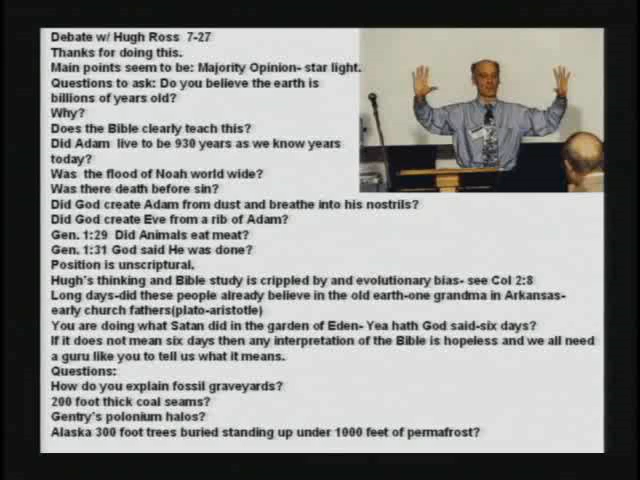 Debate w/ Hugh Ross 7-27
Thanks for doing this.
Main points seem to be: Majority Opinion- star light.
Questions to ask: Do you believe the earth is
billions of years old?
Why?
Does the Bible clearly teach this?
Did Adam live to be 930 years as we know years
today?
Was the flood of Noah world wide?
Was there death before sin?
Did God create Adam from dust and breathe into his nostrils?
Did God create Eve from a rib of Adam?
Gen. 1:29 Did Animals eat meat?
Gen. 1:31 God said He was done?
Position is unscriptural.
Hugh's thinking and Bible study is crippled by and evolutionary bias- see Col 2:8
Long days-did these people already believe in the old earth-one grandma in Arkansas-
early church fathers(plato-aristotle)
You are doing what Satan did in the garden of Eden- Yea hath God said-six days?
If it does not mean six days then any interpretation of the Bible is hopeless and we all need
a guru like you to tell us what it means.
Questions:
How do you explain fossil graveyards?
200 foot thick coal seams?
Gentry's polonium halos?
Alaska 300 foot trees buried standing up under 1000 feet of permafrost?